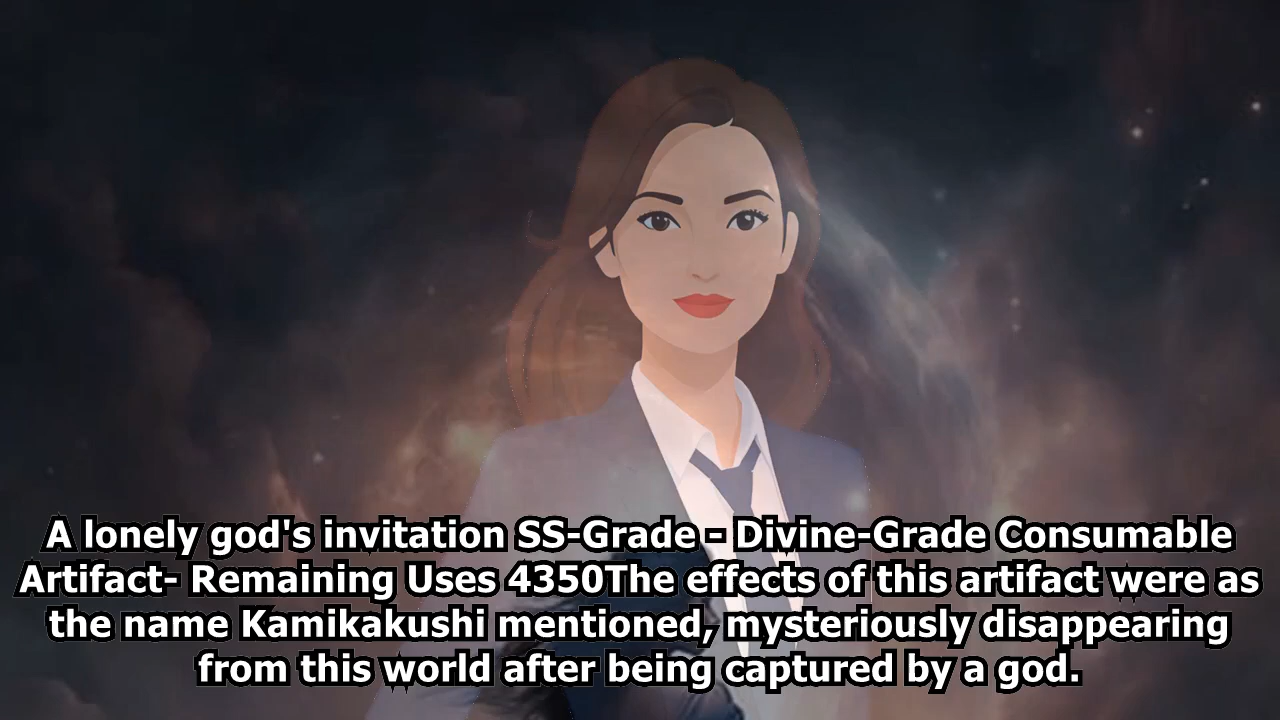 A lonely god's invitation SS-Grade - Divine-Grade Consumable
Artifact- Remaining Uses 4350The effects of this artifact were as
the name Kamikakushi mentioned, mysteriously disappearing
from this world after being captured by a god.